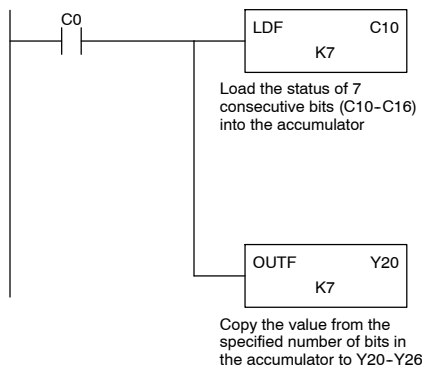 C0
LDF C10
K7
Load the status of 7
consecutive bits (C10-C16)
into the accumulator
OUTF Y20
K7
Copy the value from the
specified number of bits in
the accumulator to Y20-Y26